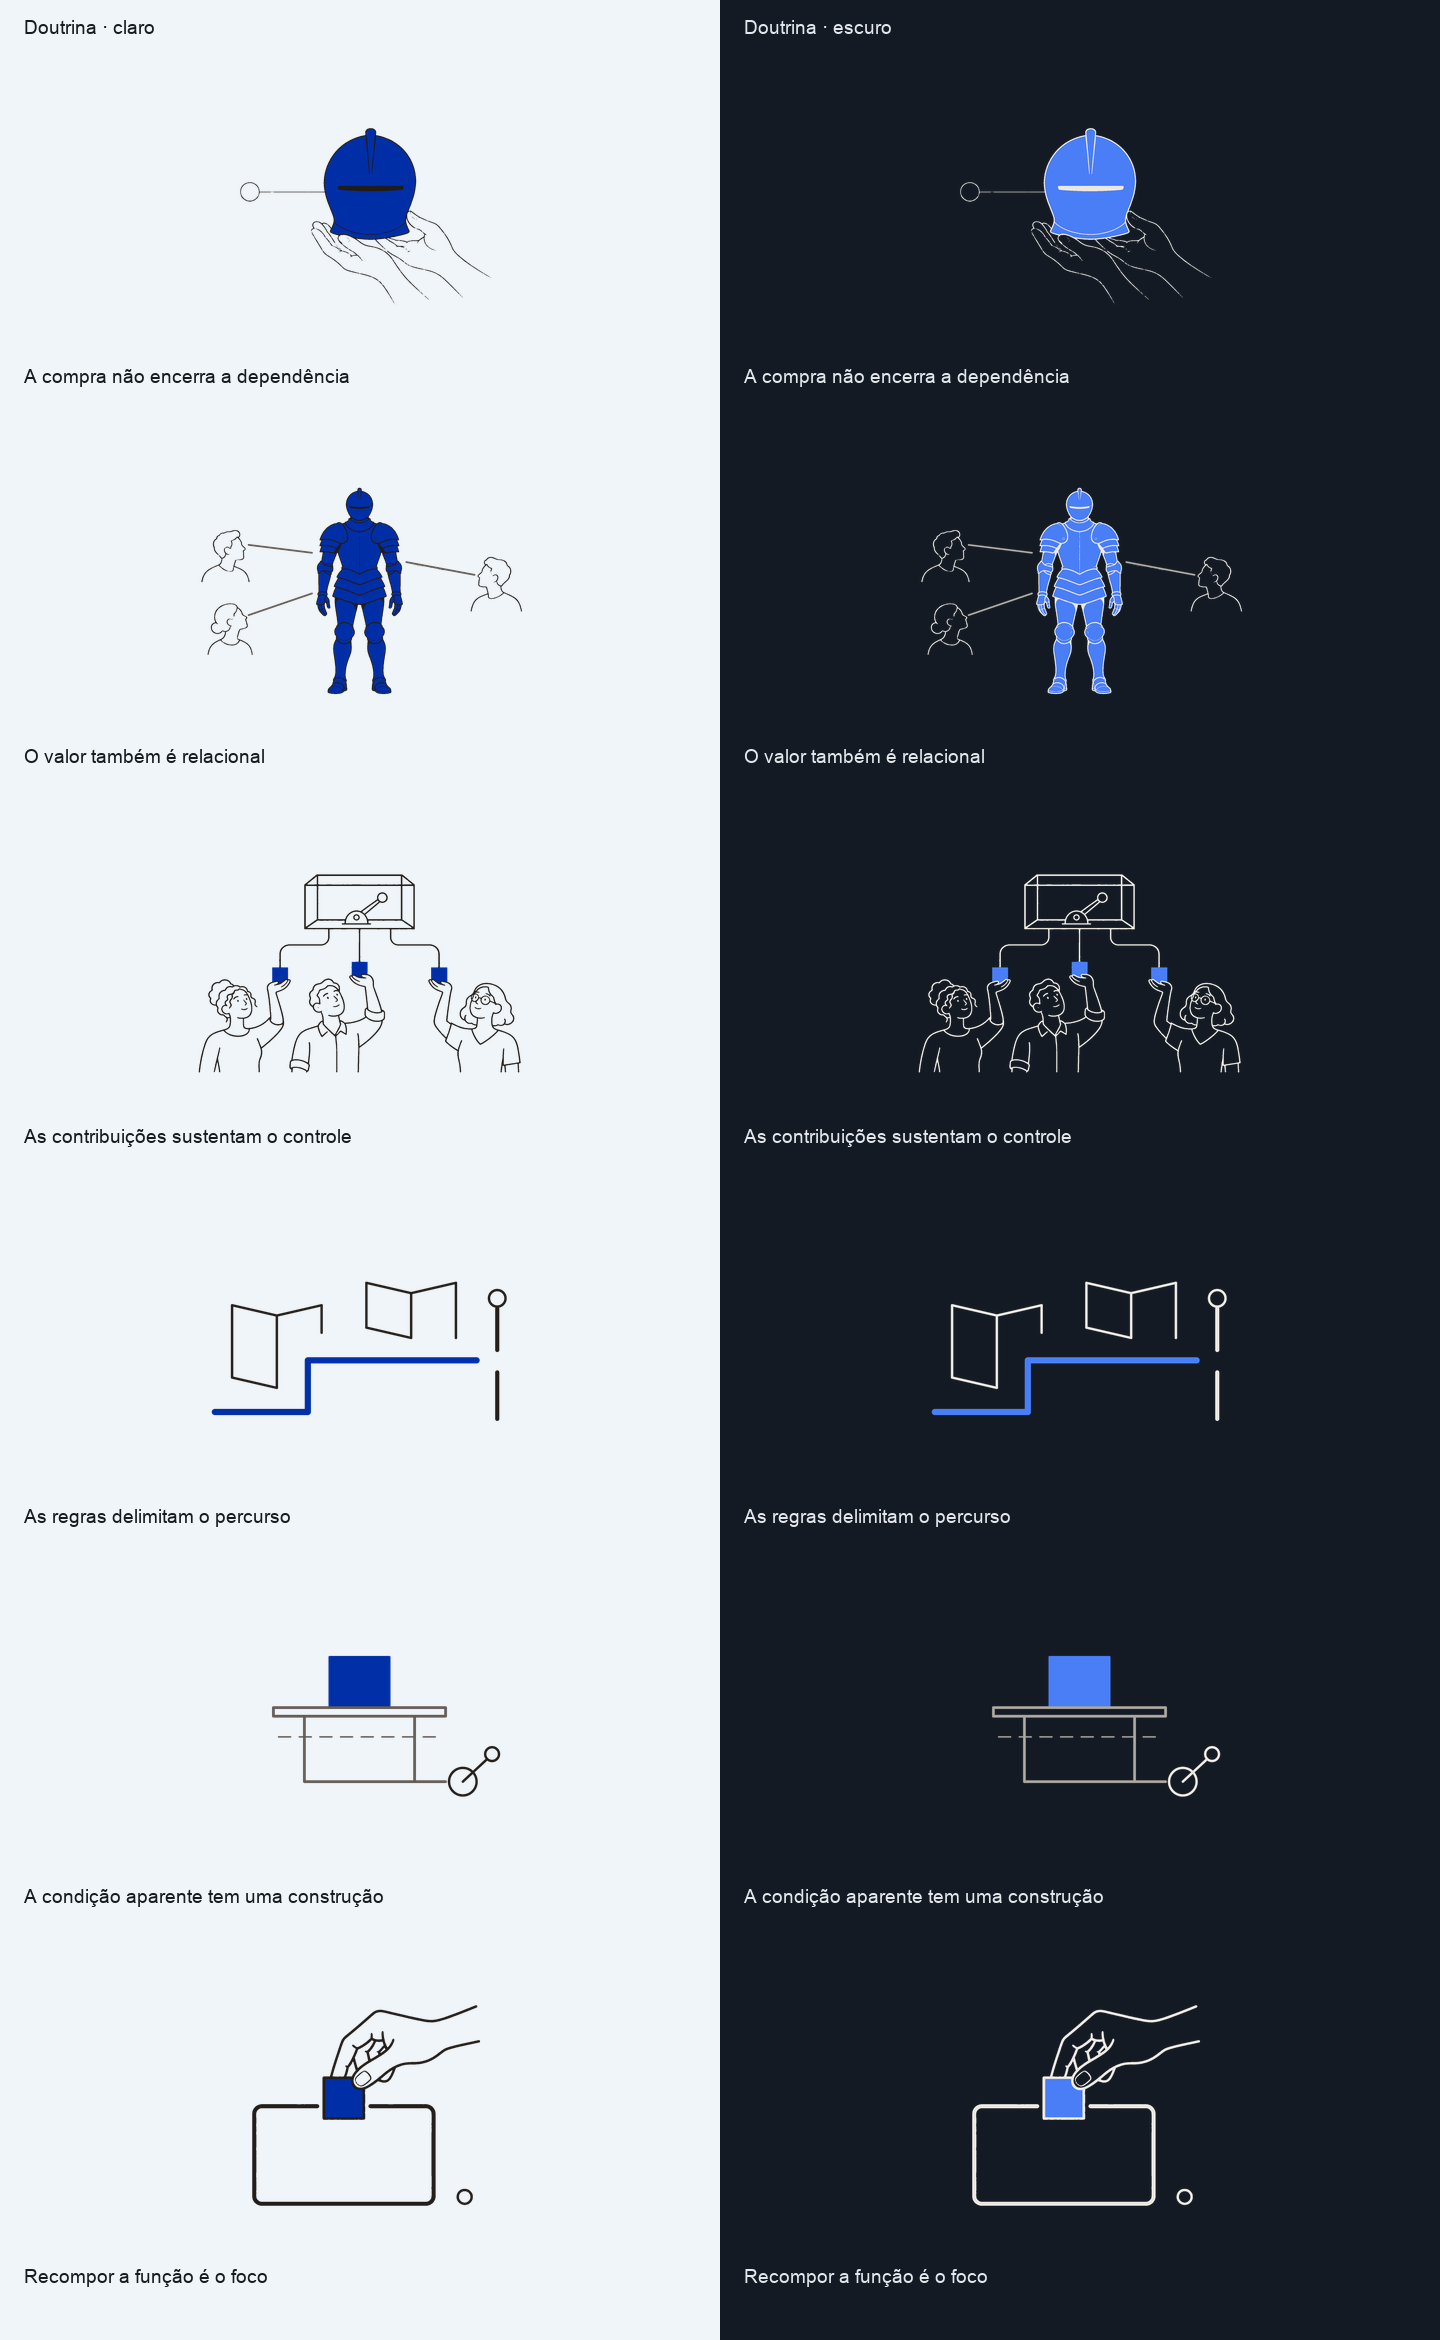 Doutrina · claro
A compra não encerra a dependência
O valor também é relacional
As contribuições sustentam o controle
As regras delimitam o percurso
A condição aparente tem uma construção
Recompor a função é o foco
Doutrina · escuro
A compra não encerra a dependência
O valor também é relacional
As contribuições sustentam o controle
As regras delimitam o percurso
A condição aparente tem uma construção
Recompor a função é o foco